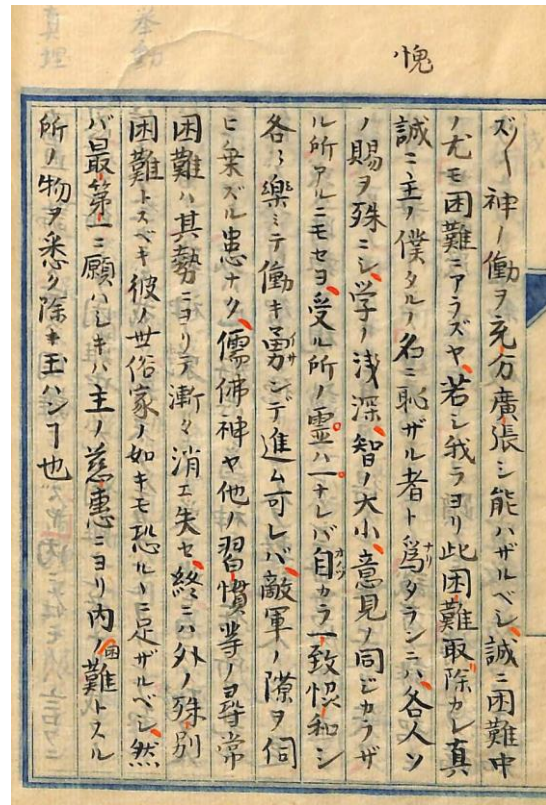 愧
ズ〳〵神ノ働ヲ充分廣張シ能ハザルベシ、誠ニ困難中
ノ尤モ困難ニアラズヤ、若シ我ラヨリ此困難取除カレ真
誠ニ主ノ僕タルノ名ニ恥ザル者ト爲タランニハ、各人ソ
ノ賜ヲ殊ニシ、学ノ浅深、智ノ大小、意見ノ同ジカラザ
ル所アルニモセヨ、受ル所ノ霊ハ一ナレバ自カラ一致惚和シ
各〻樂ミテ働キ勇ンデ進ム可レバ、敵軍ノ隙ヲ伺
ヒ乗ズル患ナク、儒佛神ヤ他ノ習慣等ノヨ尋常
困難ハ其勢ニヨリテ漸々消エ失セ、終ニハ外ノ殊別
困難トスベキ彼ノ世俗家ノ如キモ恐ルヽニ足ザルベシ、然
バ最第一ニ願ハシキハ主ノ慈惠ニヨリ内ノ困難トスル
所ノ物ヲ悉ク除キ玉ハンヿ也